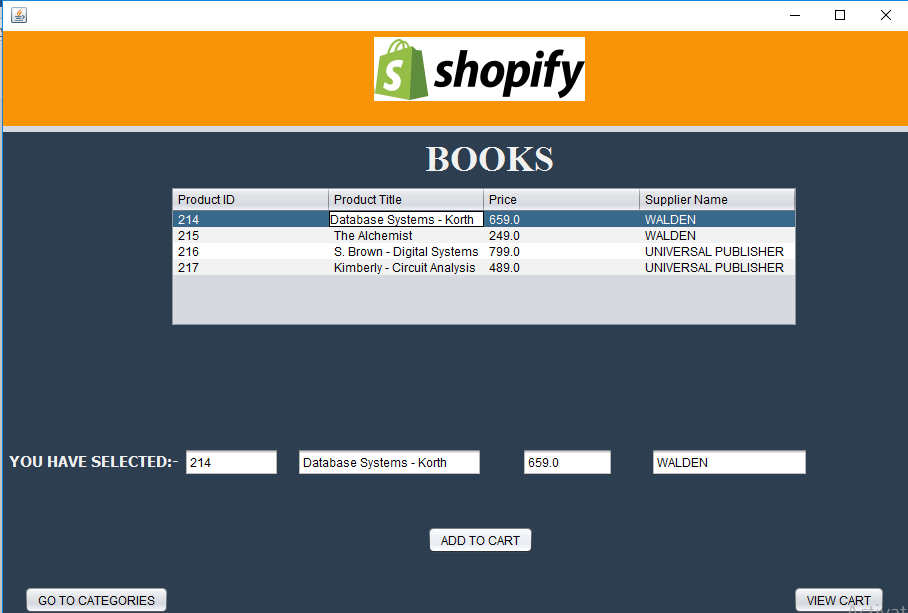 shopify
BOOKS
Product ID Product Title Price Supplier Name
214 Database Systems - Korth 659.0 WALDEN
215 The Alchemist 249.0 WALDEN
216 S. Brown - Digital Systems 799.0 UNIVERSAL PUBLISHER
217 Kimberly - Circuit Analysis 489.0 UNIVERSAL PUBLISHER
YOU HAVE SELECTED:- 214 Database Systems - Korth 659.0 WALDEN
ADD TO CART
GO TO CATEGORIES VIEW CART